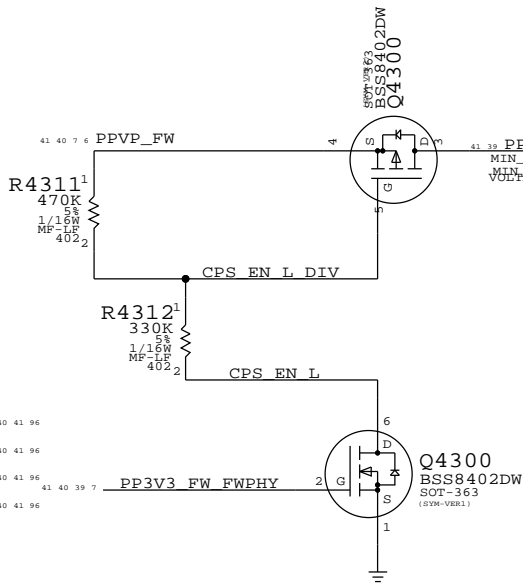 SOT-363
BSS8402DW
Q4300
41 40 7 6 PPVP_FW
4
S
D
3
41 39 PP
MIN_
MIN_
VOLT
G
5
R4311
1
470K
5%
1/16W
MF-LF
402
2
CPS_EN_L_DIV
R4312
1
330K
5%
1/16W
MF-LF
402
2
CPS_EN_L
6
40 41 96
40 41 96
40 41 96
40 41 96
D
Q4300
BSS8402DW
SOT-363
(SYM-VER1)
41 40 39 7 PP3V3_FW_FWPHY
2
G
S
1